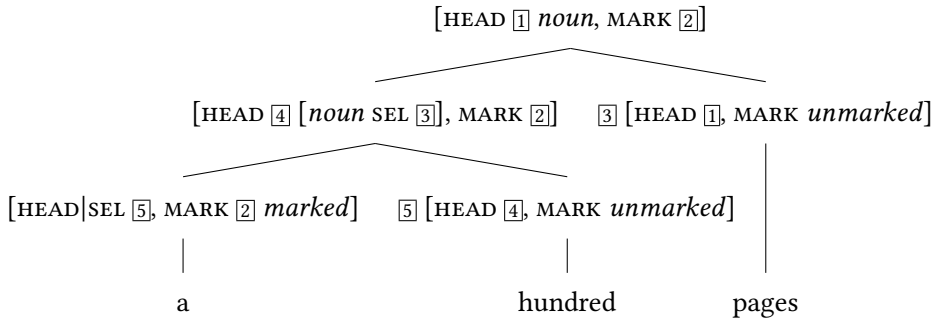 [HEAD 1 noun, MARK 2]
[HEAD 4 [noun SEL 3], MARK 2] 3 [HEAD 1, MARK unmarked]
[HEAD|SEL 5, MARK 2 marked] 5 [HEAD 4, MARK unmarked]
a hundred pages